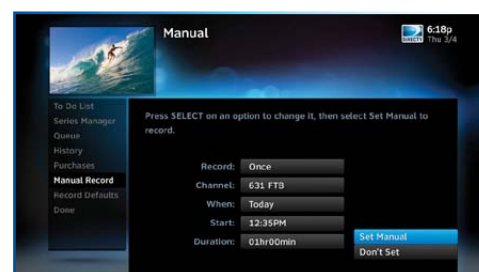 Manual
6:18p
DIRECTV Thu 3/4
To Do List
Series Manager
Queue
History
Purchases
Manual Record
Record Defaults
Done
Press SELECT on an option to change it, then select Set Manual to
record.
Record: Once
Channel: 631 FTB
When: Today
Start: 12:35PM
Duration: 01hr00min
Set Manual
Don't Set